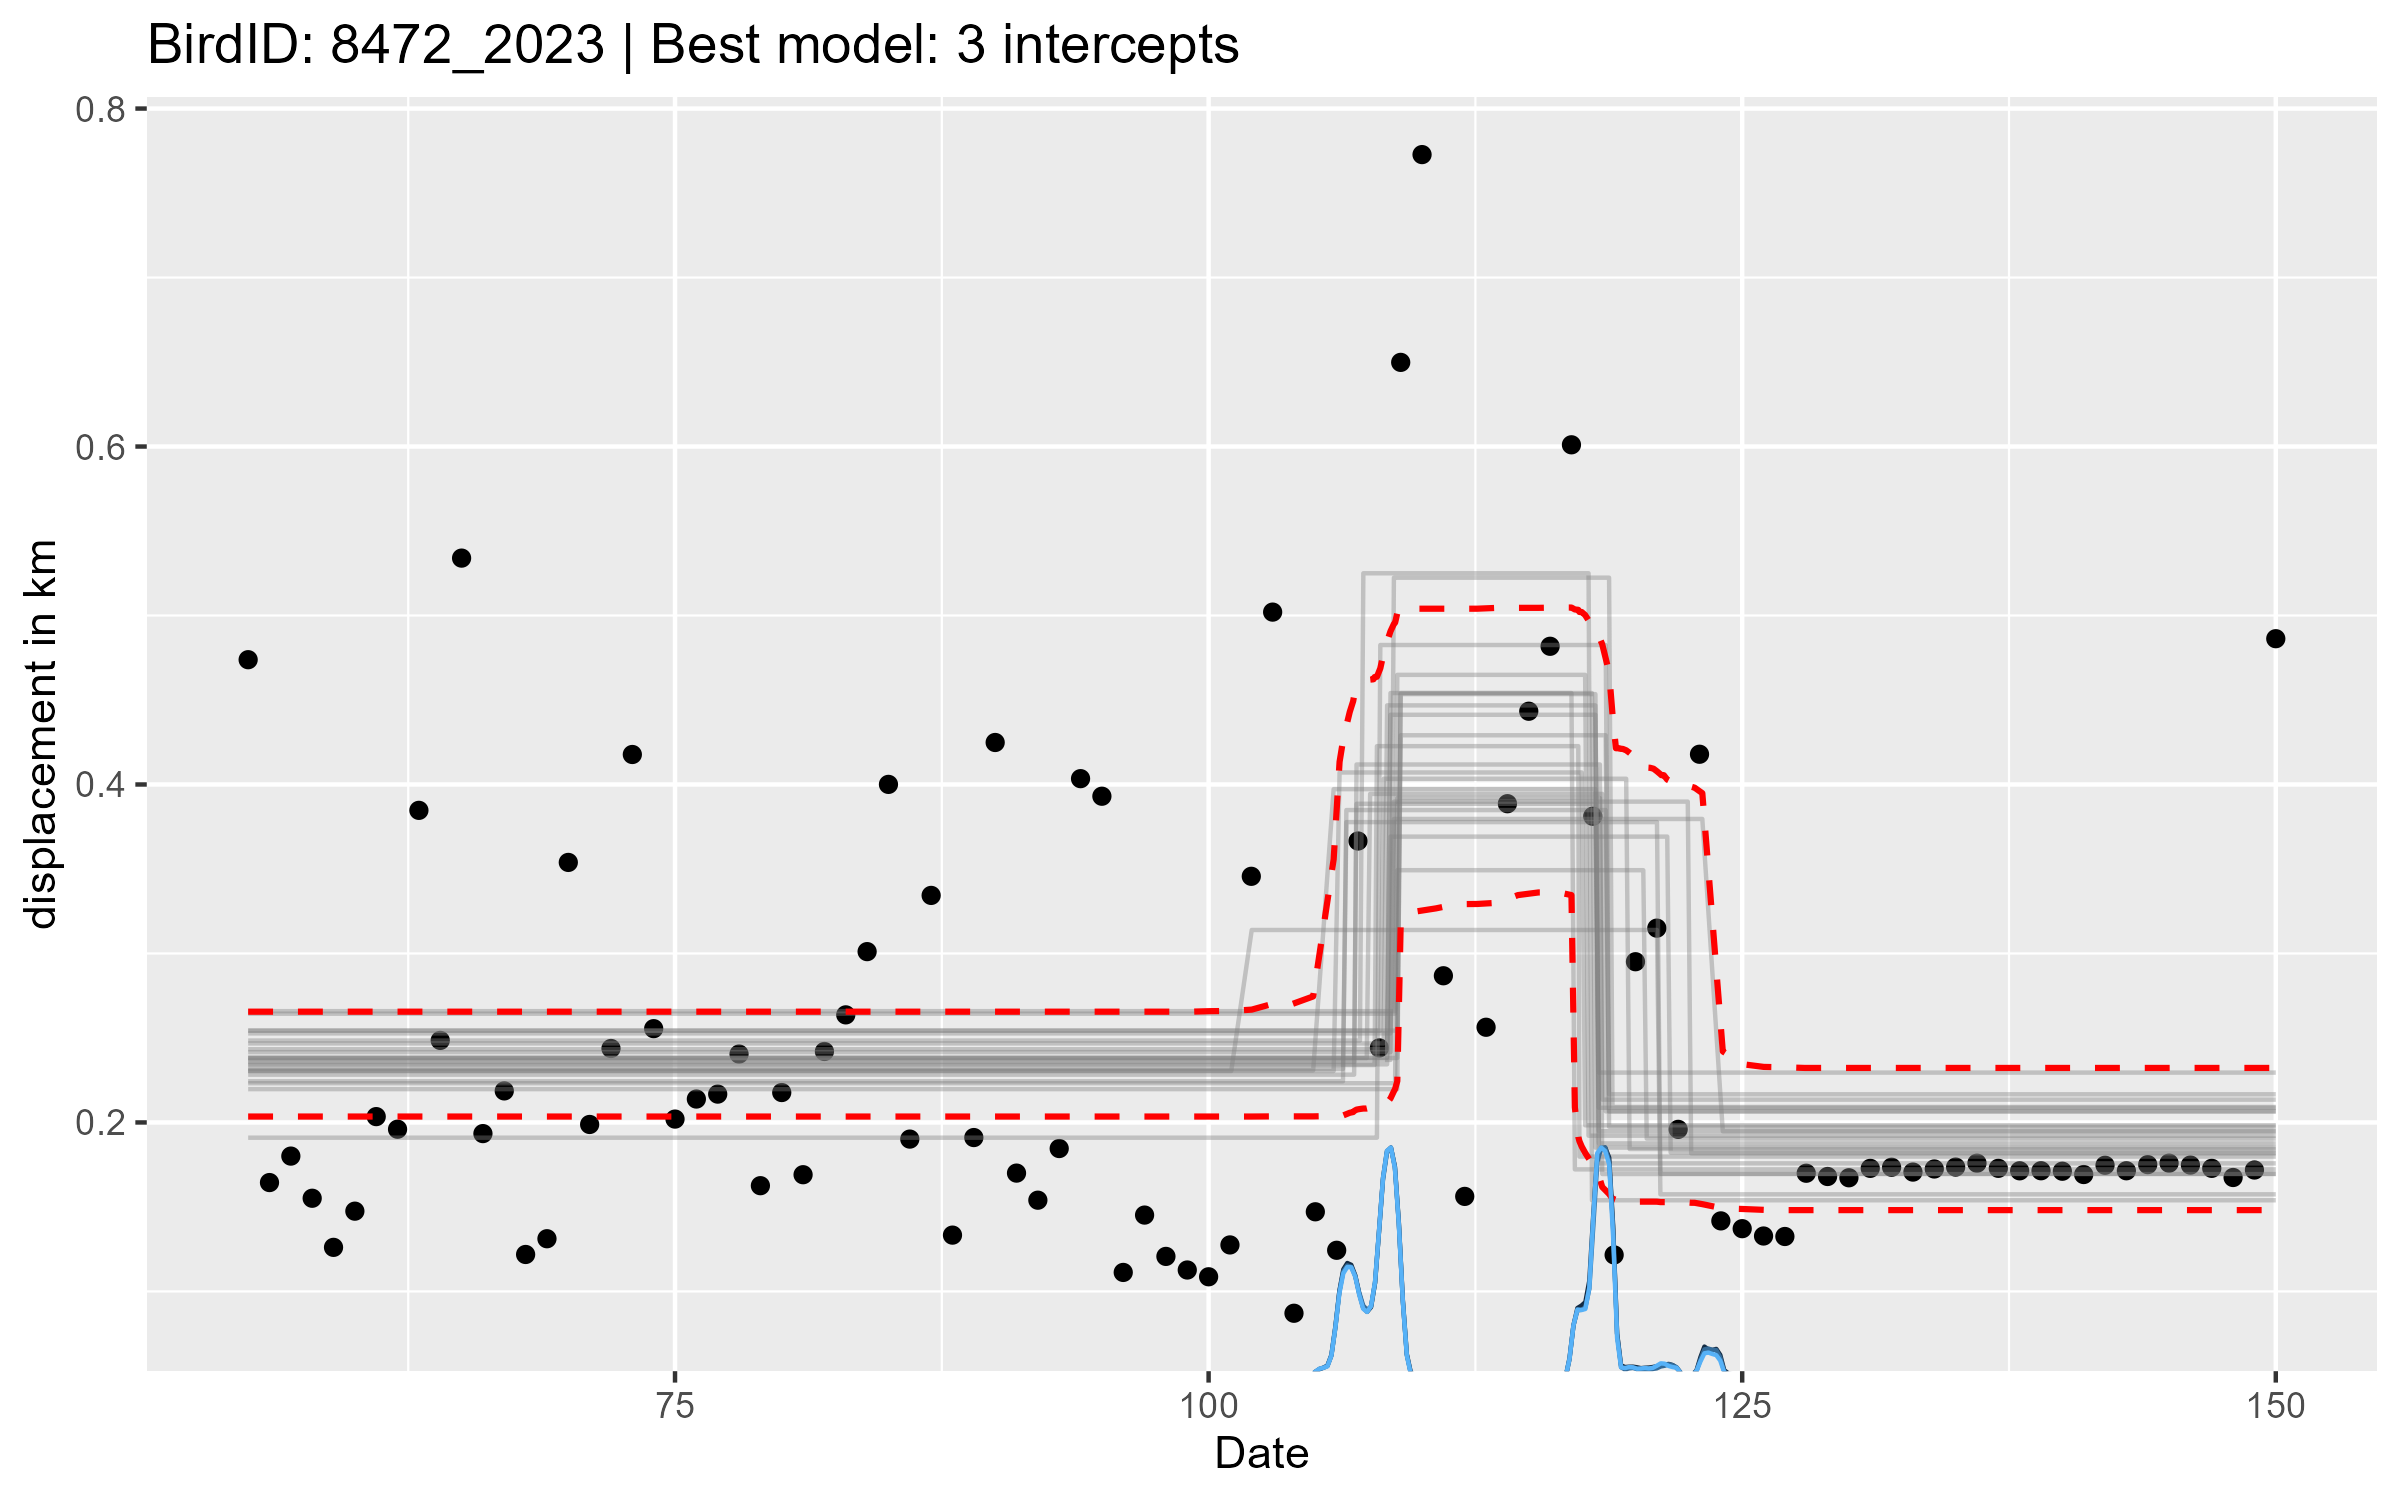 BirdID: 8472_2023 | Best model: 3 intercepts
0.8
0.6
0.4
0.2
displacement in km
75
100
125
150
Date